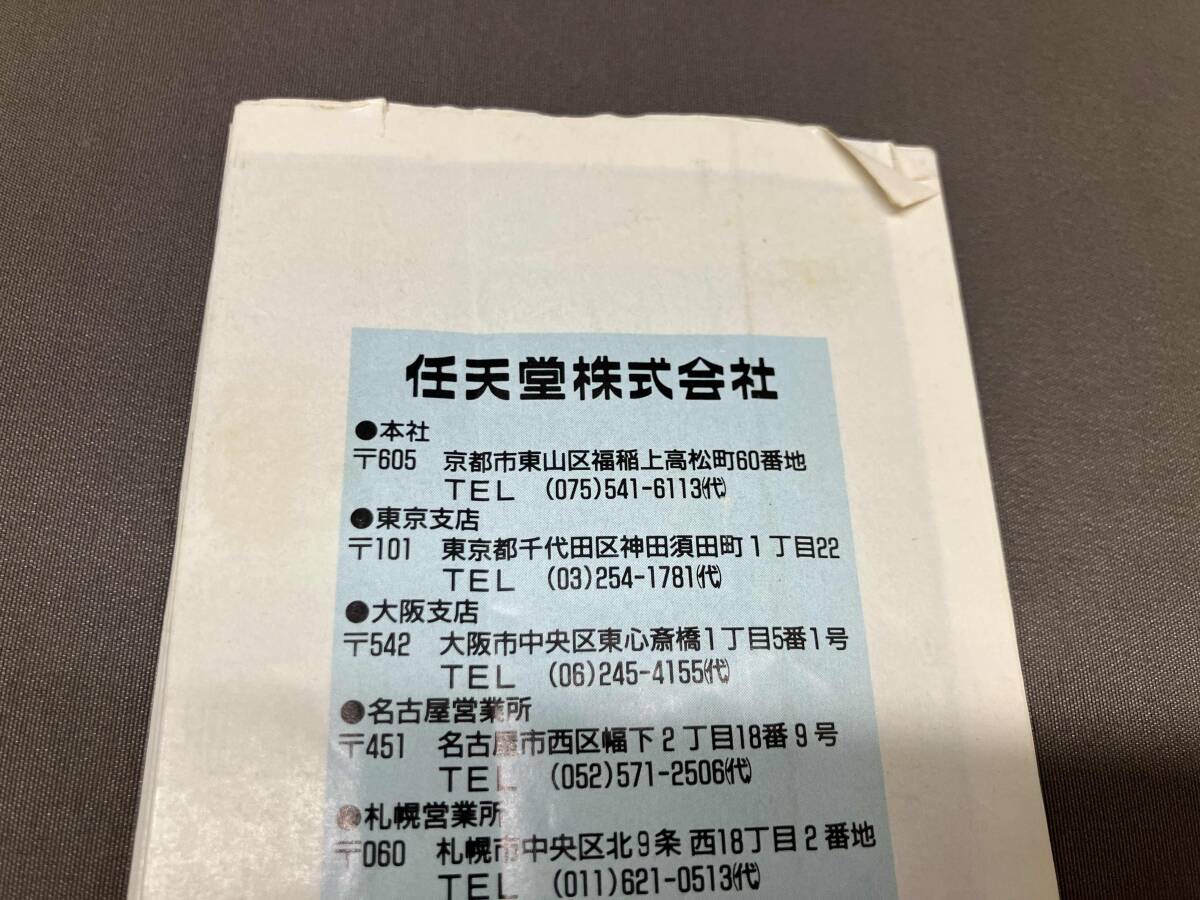 任天堂株式会社
●本社
〒605 京都市東山区福稲上高松町60番地
TEL (075)541-6113㈹
●東京支店
〒101 東京都千代田区神田須田町1丁目22
TEL (03)254-1781㈹
●大阪支店
〒542 大阪市中央区東心斎橋1丁目5番1号
TEL (06)245-4155㈹
●名古屋営業所
〒451 名古屋市西区幅下2丁目18番9号
TEL (052)571-2506㈹
●札幌営業所
〒060 札幌市中央区北9条 西18丁目2番地
TEL (011)621-0513㈹